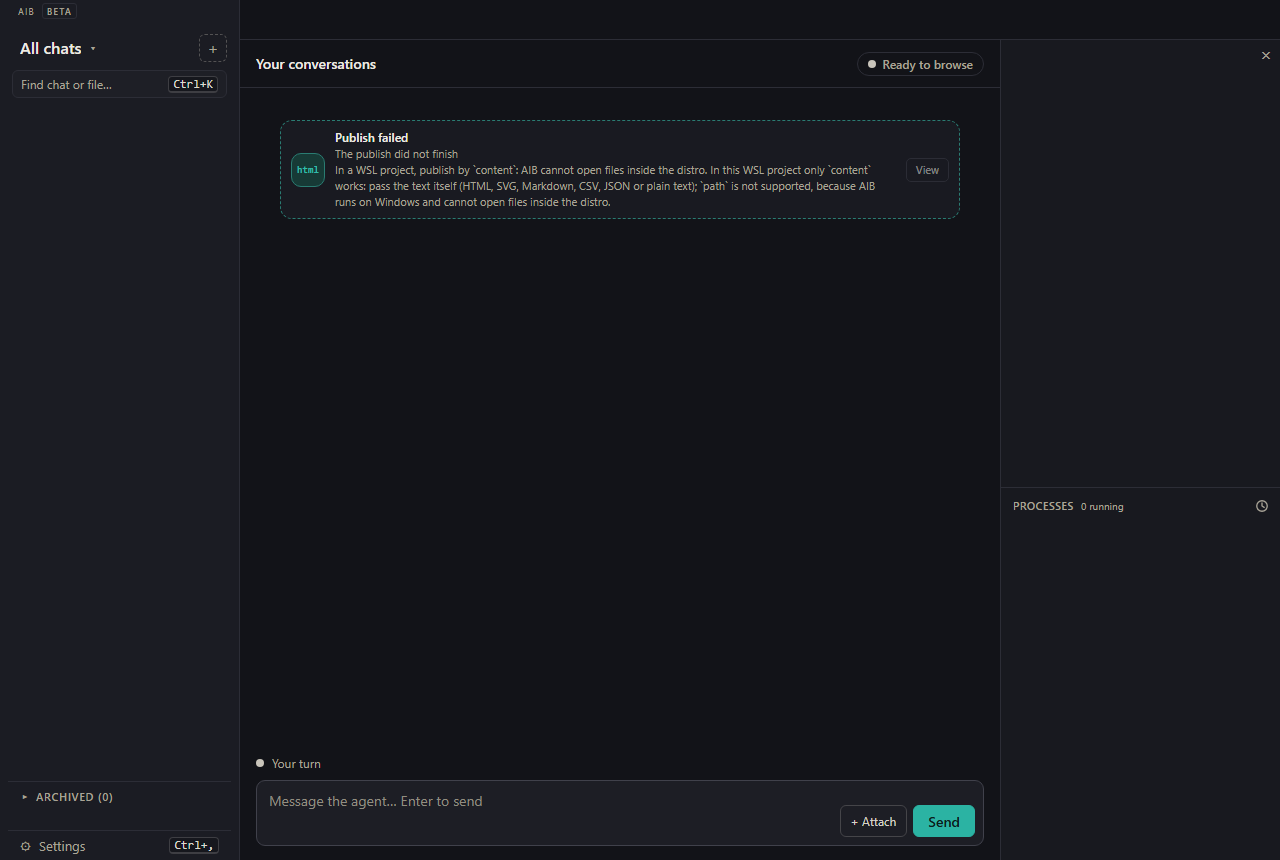 AIB BETA
All chats
+
Find chat or file... Ctrl+K
ARCHIVED (0)
Settings Ctrl+,
Your conversations
Ready to browse
html
Publish failed
The publish did not finish
In a WSL project, publish by `content`: AIB cannot open files inside the distro. In this WSL project only `content`
works: pass the text itself (HTML, SVG, Markdown, CSV, JSON or plain text); `path` is not supported, because AIB
runs on Windows and cannot open files inside the distro.
View
Your turn
Message the agent... Enter to send
+ Attach
Send
PROCESSES 0 running